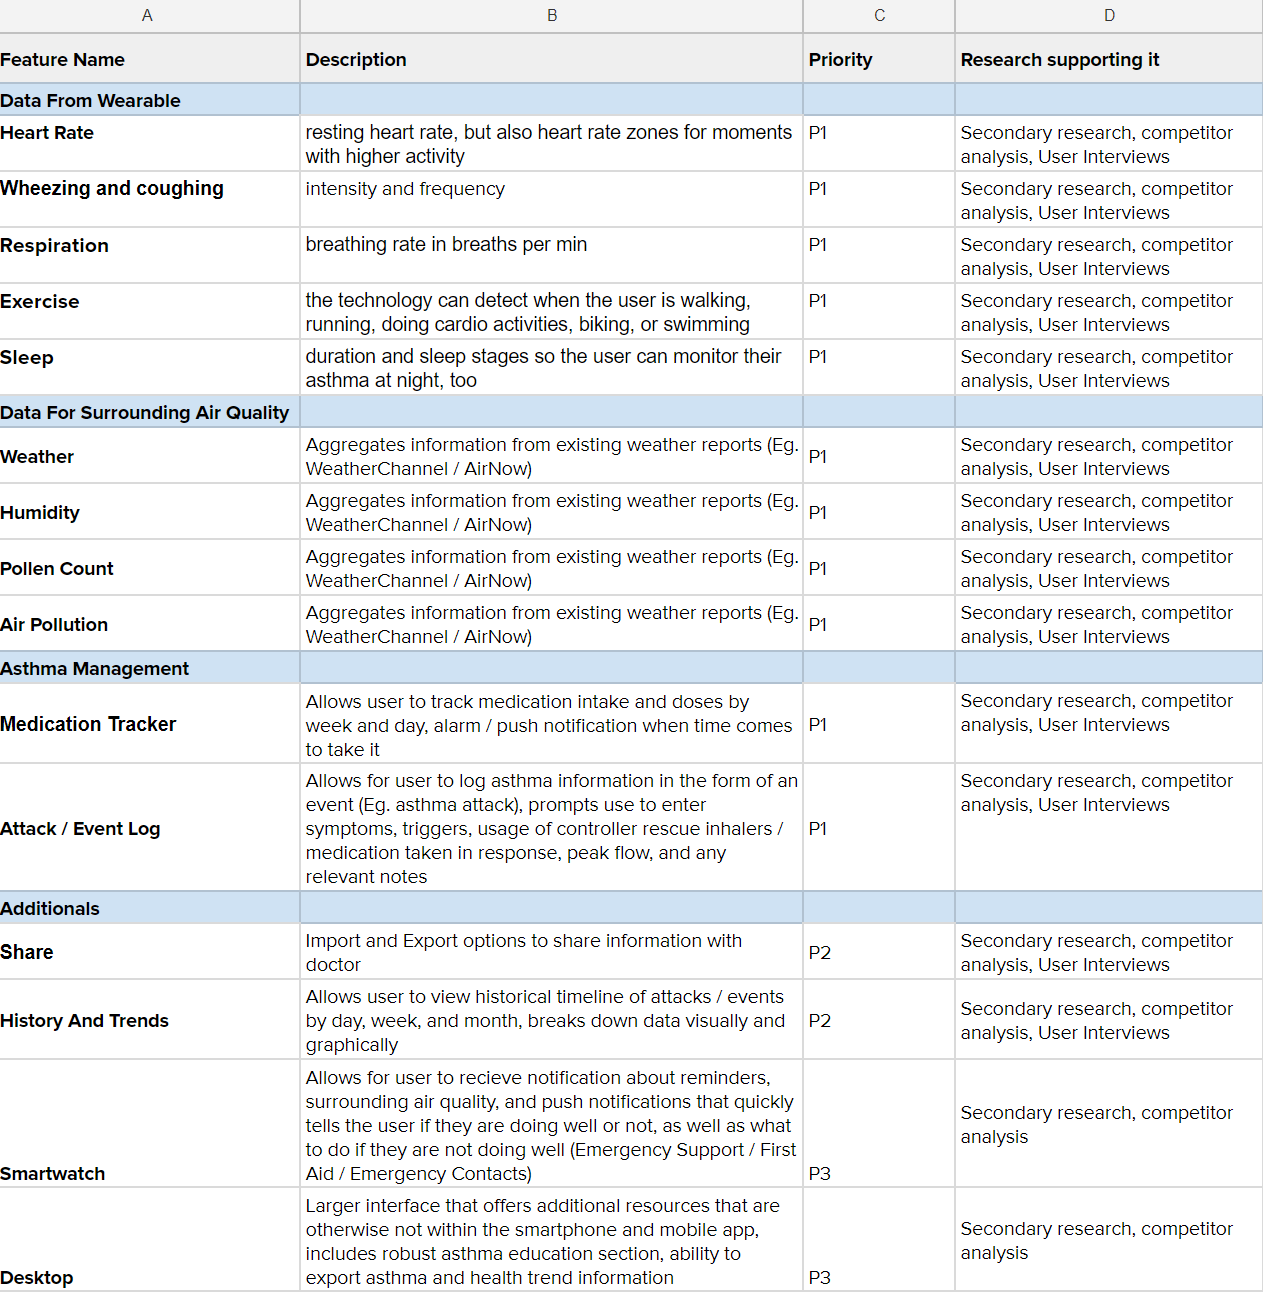 A B C D
Feature Name Description Priority Research supporting it
Data From Wearable
Heart Rate resting heart rate, but also heart rate zones for moments P1 Secondary research, competitor
with higher activity analysis, User Interviews
Wheezing and coughing intensity and frequency P1 Secondary research, competitor
analysis, User Interviews
Respiration breathing rate in breaths per min P1 Secondary research, competitor
analysis, User Interviews
Exercise the technology can detect when the user is walking, P1 Secondary research, competitor
running, doing cardio activities, biking, or swimming analysis, User Interviews
Sleep duration and sleep stages so the user can monitor their P1 Secondary research, competitor
asthma at night, too analysis, User Interviews
Data For Surrounding Air Quality
Weather Aggregates information from existing weather reports (Eg. P1 Secondary research, competitor
WeatherChannel / AirNow) analysis, User Interviews
Humidity Aggregates information from existing weather reports (Eg. P1 Secondary research, competitor
WeatherChannel / AirNow) analysis, User Interviews
Pollen Count Aggregates information from existing weather reports (Eg. P1 Secondary research, competitor
WeatherChannel / AirNow) analysis, User Interviews
Air Pollution Aggregates information from existing weather reports (Eg. P1 Secondary research, competitor
WeatherChannel / AirNow) analysis, User Interviews
Asthma Management
Medication Tracker Allows user to track medication intake and doses by P1 Secondary research, competitor
week and day, alarm / push notification when time comes analysis, User Interviews
to take it
Attack / Event Log Allows for user to log asthma information in the form of an P1 Secondary research, competitor
event (Eg. asthma attack), prompts use to enter analysis, User Interviews
symptoms, triggers, usage of controller rescue inhalers /
medication taken in response, peak flow, and any
relevant notes
Additionals
Share Import and Export options to share information with P2 Secondary research, competitor
doctor analysis, User Interviews
History And Trends Allows user to view historical timeline of attacks / events P2 Secondary research, competitor
by day, week, and month, breaks down data visually and analysis, User Interviews
graphically
Smartwatch Allows for user to recieve notification about reminders, P3 Secondary research, competitor
surrounding air quality, and push notifications that quickly analysis
tells the user if they are doing well or not, as well as what
to do if they are not doing well (Emergency Support / First
Aid / Emergency Contacts)
Desktop Larger interface that offers additional resources that are P3 Secondary research, competitor
otherwise not within the smartphone and mobile app, analysis
includes robust asthma education section, ability to
export asthma and health trend information